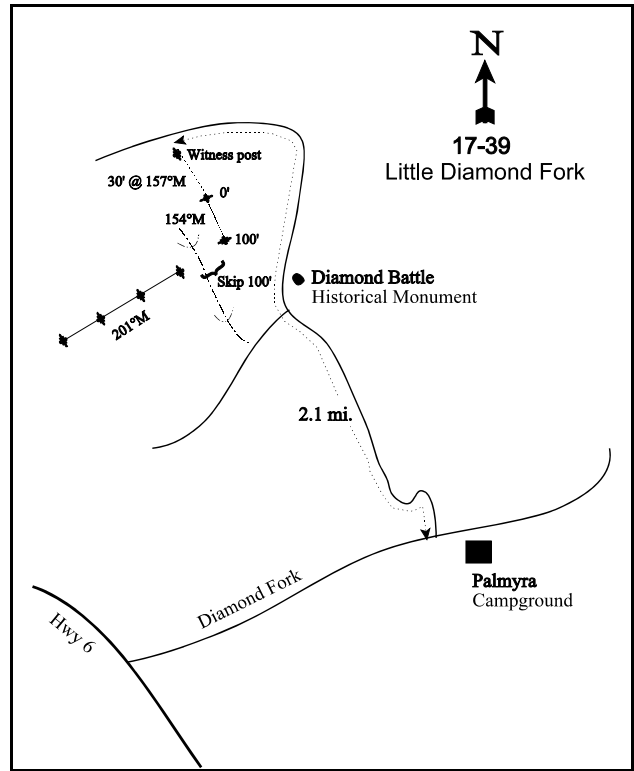 N
17-39
Little Diamond Fork
Witness post
30' @ 157°M
0'
154°M
100'
Skip 100'
Diamond Battle
Historical Monument
201°M
2.1 mi.
Palmyra
Campground
Diamond Fork
Hwy 6